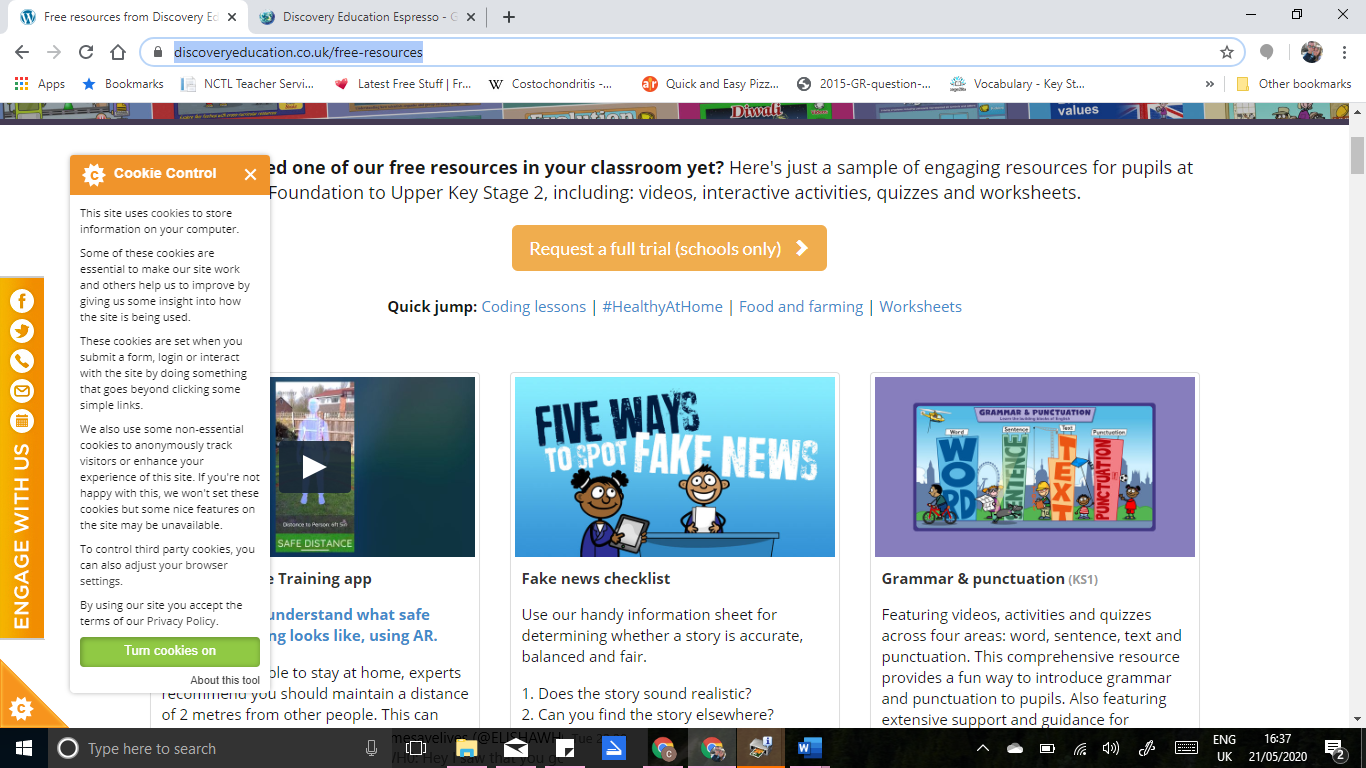 Free resources from Discovery Ed
Discovery Education Espresso - G
discoveryeducation.co.uk/free-resources
Apps
Bookmarks
NCTL Teacher Servi...
Latest Free Stuff | Fr...
Costochondritis -...
Quick and Easy Pizz...
2015-GR-question-...
Vocabulary - Key St...
»
Other bookmarks
Diwali
values
ed one of our free resources in your classroom yet? Here's just a sample of engaging resources for pupils at
Foundation to Upper Key Stage 2, including: videos, interactive activities, quizzes and worksheets.
Request a full trial (schools only)
Quick jump: Coding lessons | #HealthyAtHome | Food and farming | Worksheets
Cookie Control
This site uses cookies to store
information on your computer.
Some of these cookies are
essential to make our site work
and others help us to improve by
giving us some insight into how
the site is being used.
These cookies are set when you
submit a form, login or interact
with the site by doing something
that goes beyond clicking some
simple links.
We also use some non-essential
cookies to anonymously track
visitors or enhance your
experience of this site. If you're not
happy with this, we won't set these
cookies but some nice features on
the site may be unavailable.
To control third party cookies, you
can also adjust your browser
settings.
By using our site you accept the
terms of our Privacy Policy.
Turn cookies on
About this tool
ENGAGE WITH US
Distance to Person: 6ft 5in
SAFE DISTANCE
e Training app
understand what safe
ng looks like, using AR.
ble to stay at home, experts
recommend you should maintain a distance
of 2 metres from other people. This can
FIVE WAYS
TO SPOT FAKE NEWS
Fake news checklist
Use our handy information sheet for
determining whether a story is accurate,
balanced and fair.
1. Does the story sound realistic?
2. Can you find the story elsewhere?
GRAMMAR & PUNCTUATION
Learn the building blocks of English
Word
Sentence
Text
Punctuation
WORD
SENTENCE
TEXT
PUNCTUATION
Grammar & punctuation (KS1)
Featuring videos, activities and quizzes
across four areas: word, sentence, text and
punctuation. This comprehensive resource
provides a fun way to introduce grammar
and punctuation to pupils. Also featuring
extensive support and guidance for
Type here to search
ENG
UK
16:37
21/05/2020
2